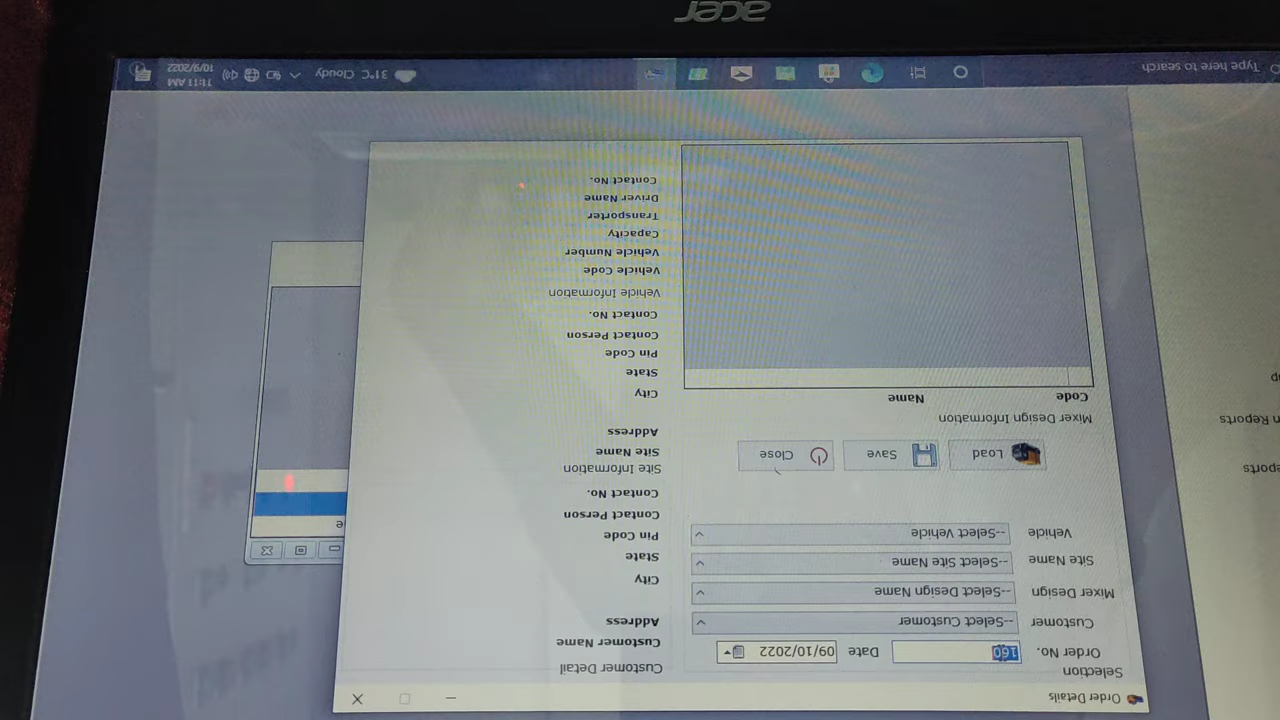 Order Details
Selection
Order No. 160 Date 09/10/2022
Customer --Select Customer
Mixer Design --Select Design Name
Site Name --Select Site Name
Vehicle --Select Vehicle
Load Save Close
Mixer Design Information
Code Name
Customer Detail
Customer Name
Address
City
State
Pin Code
Contact Person
Contact No.
Site Information
Site Name
Address
City
State
Pin Code
Contact Person
Contact No.
Vehicle Information
Vehicle Code
Vehicle Number
Capacity
Transporter
Driver Name
Contact No.
Reports
n Reports
Type here to search
31°C Cloudy
11:11 AM
10/9/2022
acer